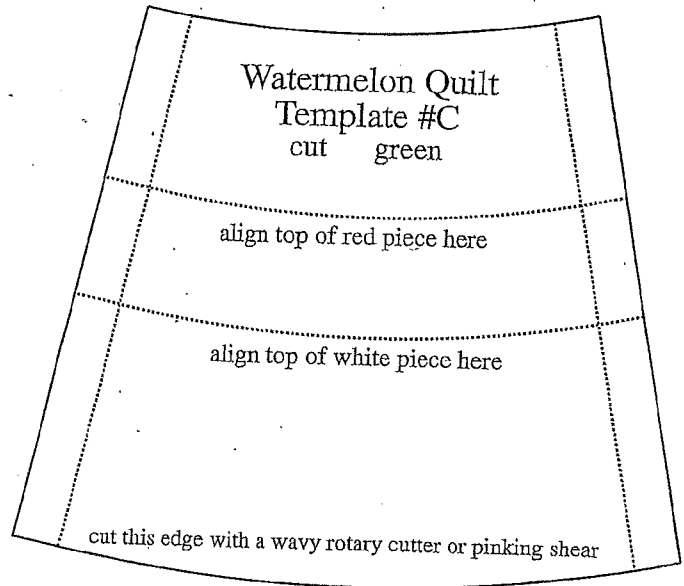 Watermelon Quilt
Template #C
cut green
align top of red piece here
align top of white piece here
cut this edge with a wavy rotary cutter or pinking shear